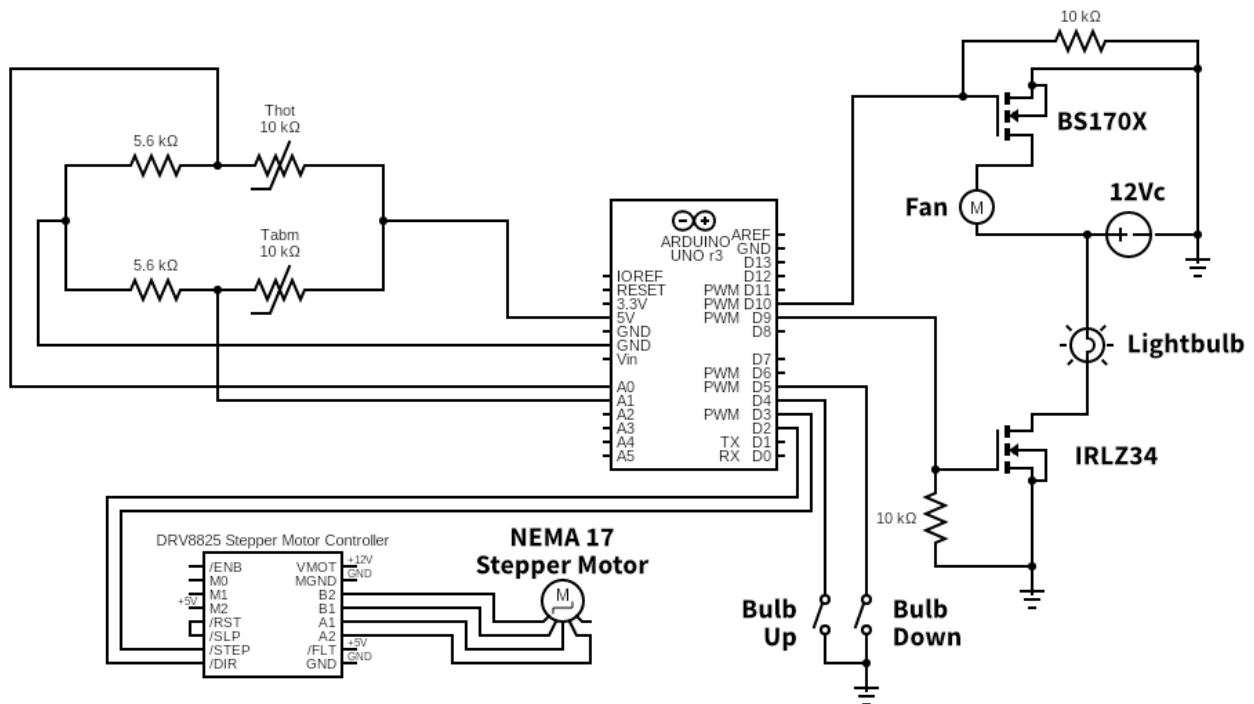 10 kΩ
BS170X
Fan
M
12Vc
Lightbulb
IRLZ34
10 kΩ
Thot
10 kΩ
5.6 kΩ
Tabm
10 kΩ
5.6 kΩ
ARDUINO
UNO r3
IOREF
RESET
3.3V
5V
GND
GND
Vin
A0
A1
A2
A3
A4
A5
AREF
GND
D13
D12
PWM D11
PWM D10
PWM D9
D8
D7
PWM D6
PWM D5
D4
PWM D3
D2
TX D1
RX D0
DRV8825 Stepper Motor Controller
/ENB
M0
M1
+5V
M2
/RST
/SLP
/STEP
/DIR
VMOT +12V
MGND GND
B2
B1
A1
A2
/FLT +5V
GND GND
NEMA 17
Stepper Motor
M
Bulb
Up
Bulb
Down